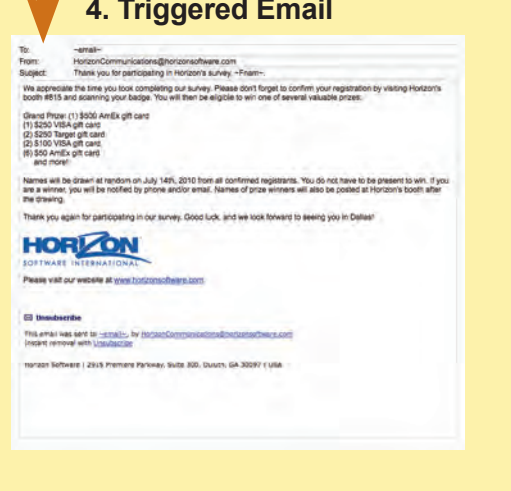 4. Triggered Email
To: ~email~
From: HorizonCommunications@horizonsoftware.com
Subject: Thank you for participating in Horizon's survey, ~Fnam~.
We appreciate the time you took completing our survey. Please don't forget to confirm your registration by visiting Horizon's
booth #815 and scanning your badge. You will then be eligible to win one of several valuable prizes.
Grand Prize: (1) $500 AmEx gift card
(1) $250 VISA gift card
(2) $250 Target gift card
(2) $100 VISA gift card
(6) $50 AmEx gift card
and more!
Names will be drawn at random on July 14th, 2010 from all confirmed registrants. You do not have to be present to win. If you
are a winner, you will be notified by phone and/or email. Names of prize winners will also be posted at Horizon's booth after
the drawing.
Thank you again for participating in our survey. Good luck, and we look forward to seeing you in Dallas!
HORIZON
SOFTWARE INTERNATIONAL
Please visit our website at www.horizonsoftware.com
Unsubscribe
This email was sent to ~email~, by HorizonCommunications@horizonsoftware.com
Instant removal with Unsubscribe
Horizon Software | 2915 Premiere Parkway, Suite 300, Duluth, GA 30097 | USA